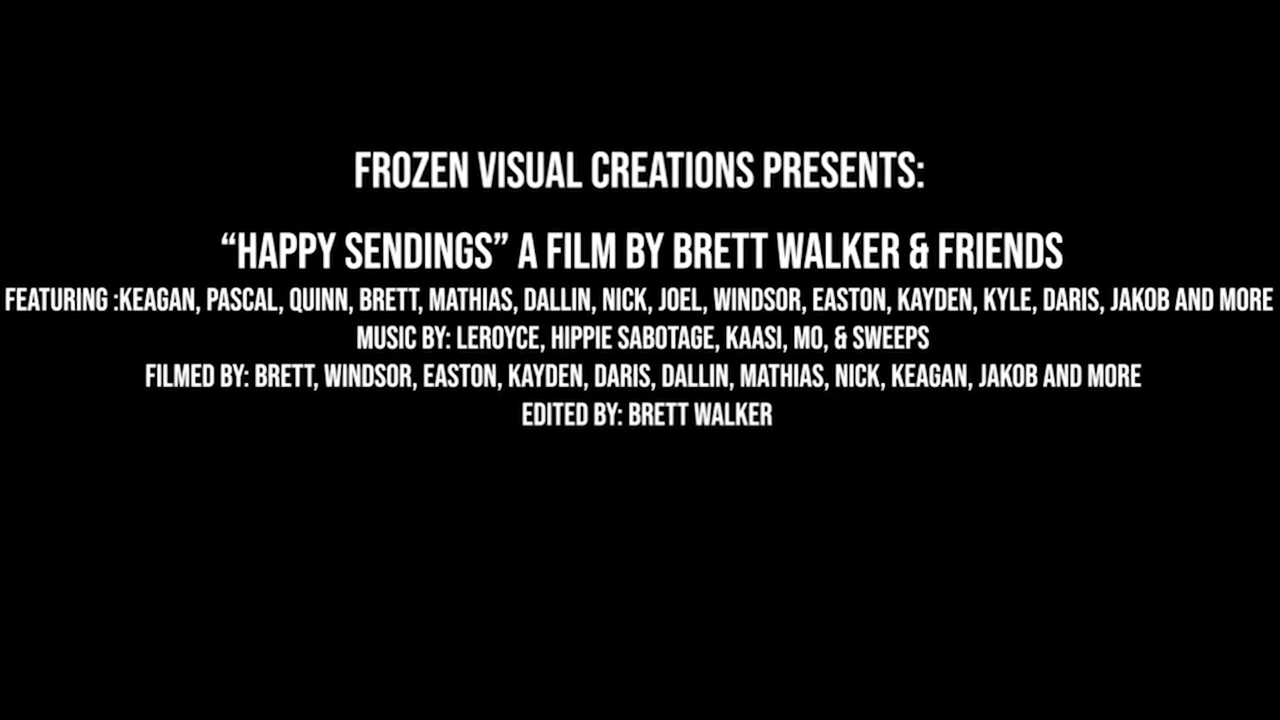 FROZEN VISUAL CREATIONS PRESENTS:
“HAPPY SENDINGS” A FILM BY BRETT WALKER & FRIENDS
FEATURING :KEAGAN, PASCAL, QUINN, BRETT, MATHIAS, DALLIN, NICK, JOEL, WINDSOR, EASTON, KAYDEN, KYLE, DARIS, JAKOB AND MORE
MUSIC BY: LEROYCE, HIPPIE SABOTAGE, KAASI, MO, & SWEEPS
FILMED BY: BRETT, WINDSOR, EASTON, KAYDEN, DARIS, DALLIN, MATHIAS, NICK, KEAGAN, JAKOB AND MORE
EDITED BY: BRETT WALKER